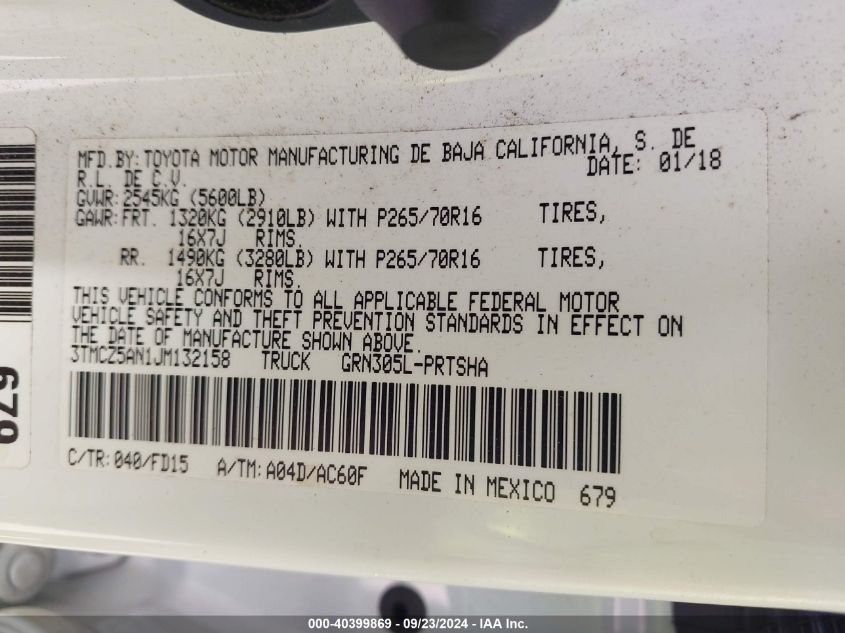 MFD.BY:TOYOTA MOTOR MANUFACTURING DE BAJA CALIFORNIA, S. DE
R.L. DE C.V. DATE: 01/18
GVWR:2545KG (5600LB)
GAWR:FRT. 1320KG (2910LB) WITH P265/70R16 TIRES,
16X7J RIMS.
RR. 1490KG (3280LB) WITH P265/70R16 TIRES,
16X7J RIMS.
THIS VEHICLE CONFORMS TO ALL APPLICABLE FEDERAL MOTOR
VEHICLE SAFETY AND THEFT PREVENTION STANDARDS IN EFFECT ON
THE DATE OF MANUFACTURE SHOWN ABOVE.
3TMCZ5AN1JM132158 TRUCK GRN305L-PRTSHA
C/TR:040/FD15 A/TM:A04D/AC60F MADE IN MEXICO 679
679
000-40399869 - 09/23/2024 - IAA Inc.